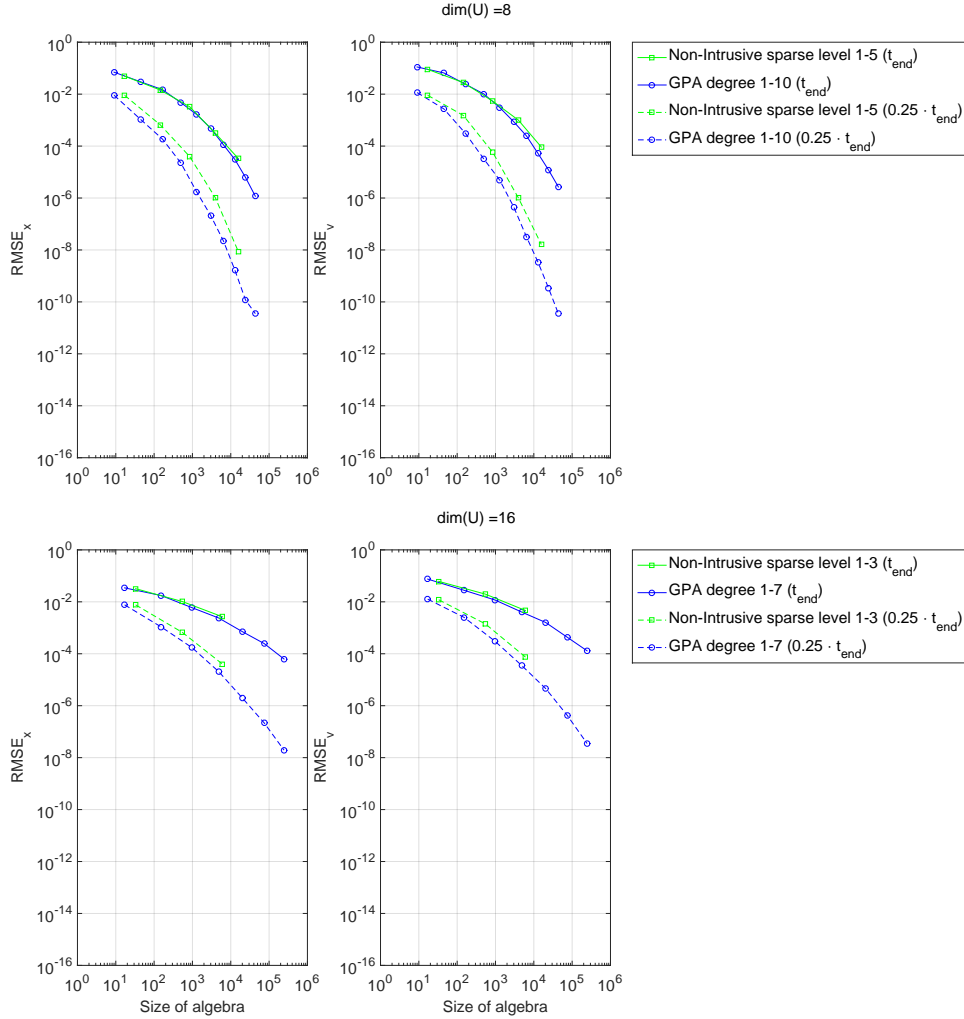 dim(U) =8
10^0
10^-2
10^-4
10^-6
10^-8
10^-10
10^-12
10^-14
10^-16
RMSE_x
10^0 10^1 10^2 10^3 10^4 10^5 10^6
10^0
10^-2
10^-4
10^-6
10^-8
10^-10
10^-12
10^-14
10^-16
RMSE_v
10^0 10^1 10^2 10^3 10^4 10^5 10^6
Non-Intrusive sparse level 1-5 (t_end)
GPA degree 1-10 (t_end)
Non-Intrusive sparse level 1-5 (0.25 · t_end)
GPA degree 1-10 (0.25 · t_end)
dim(U) =16
10^0
10^-2
10^-4
10^-6
10^-8
10^-10
10^-12
10^-14
10^-16
RMSE_x
10^0 10^1 10^2 10^3 10^4 10^5 10^6
Size of algebra
10^0
10^-2
10^-4
10^-6
10^-8
10^-10
10^-12
10^-14
10^-16
RMSE_v
10^0 10^1 10^2 10^3 10^4 10^5 10^6
Size of algebra
Non-Intrusive sparse level 1-3 (t_end)
GPA degree 1-7 (t_end)
Non-Intrusive sparse level 1-3 (0.25 · t_end)
GPA degree 1-7 (0.25 · t_end)